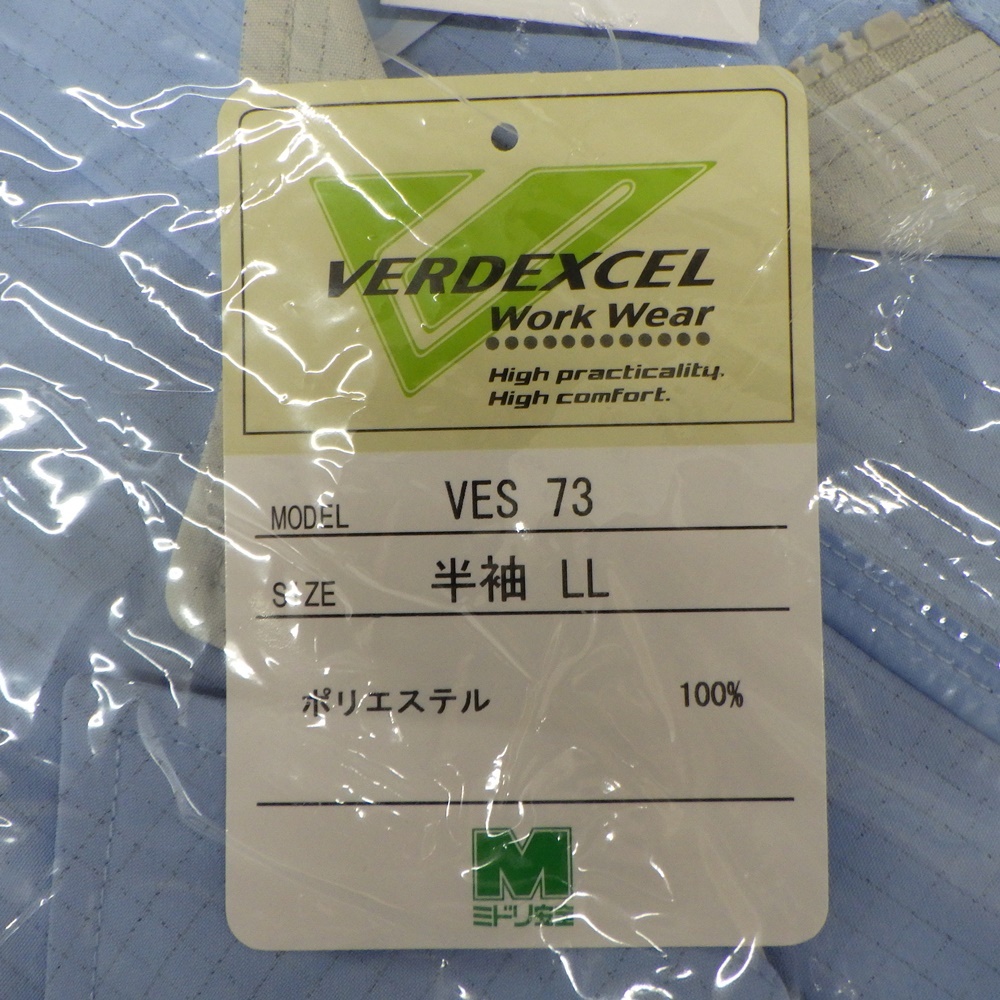 VERDEXCEL
Work Wear
High practicality.
High comfort.
MODEL VES 73
SIZE 半袖 LL
ポリエステル 100%
M
ミドリ安全